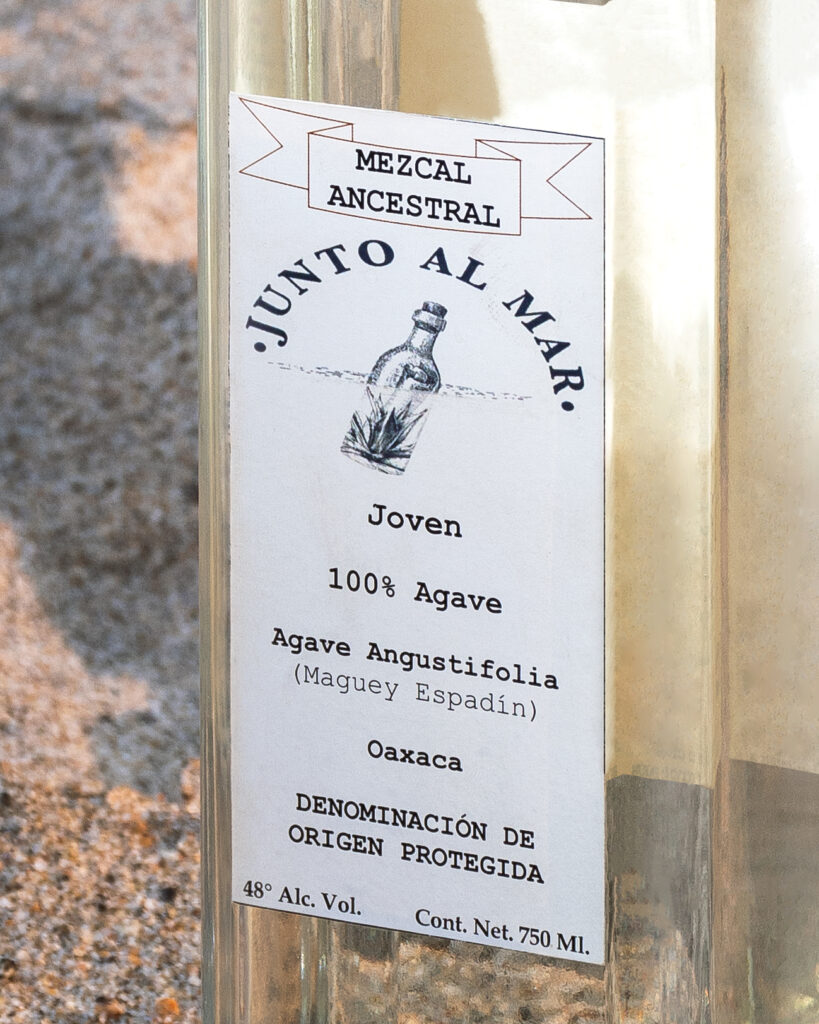 MEZCAL
ANCESTRAL
·JUNTO AL MAR·
Joven
100% Agave
Agave Angustifolia
(Maguey Espadín)
Oaxaca
DENOMINACIÓN DE
ORIGEN PROTEGIDA
48° Alc. Vol.
Cont. Net. 750 Ml.